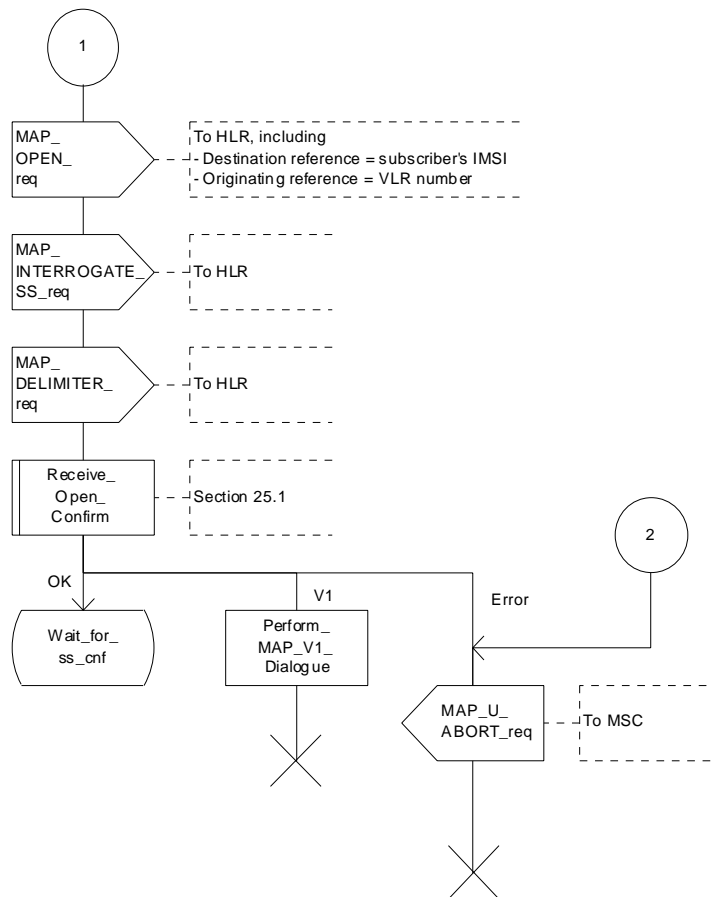 1
MAP_
OPEN_
req
To HLR, including
- Destination reference = subscriber's IMSI
- Originating reference = VLR number
MAP_
INTERROGATE_
SS_req
To HLR
MAP_
DELIMITER_
req
To HLR
Receive_
Open_
Confirm
Section 25.1
2
OK
V1
Error
Wait_for_
ss_cnf
Perform_
MAP_V1_
Dialogue
MAP_U_
ABORT_req
To MSC